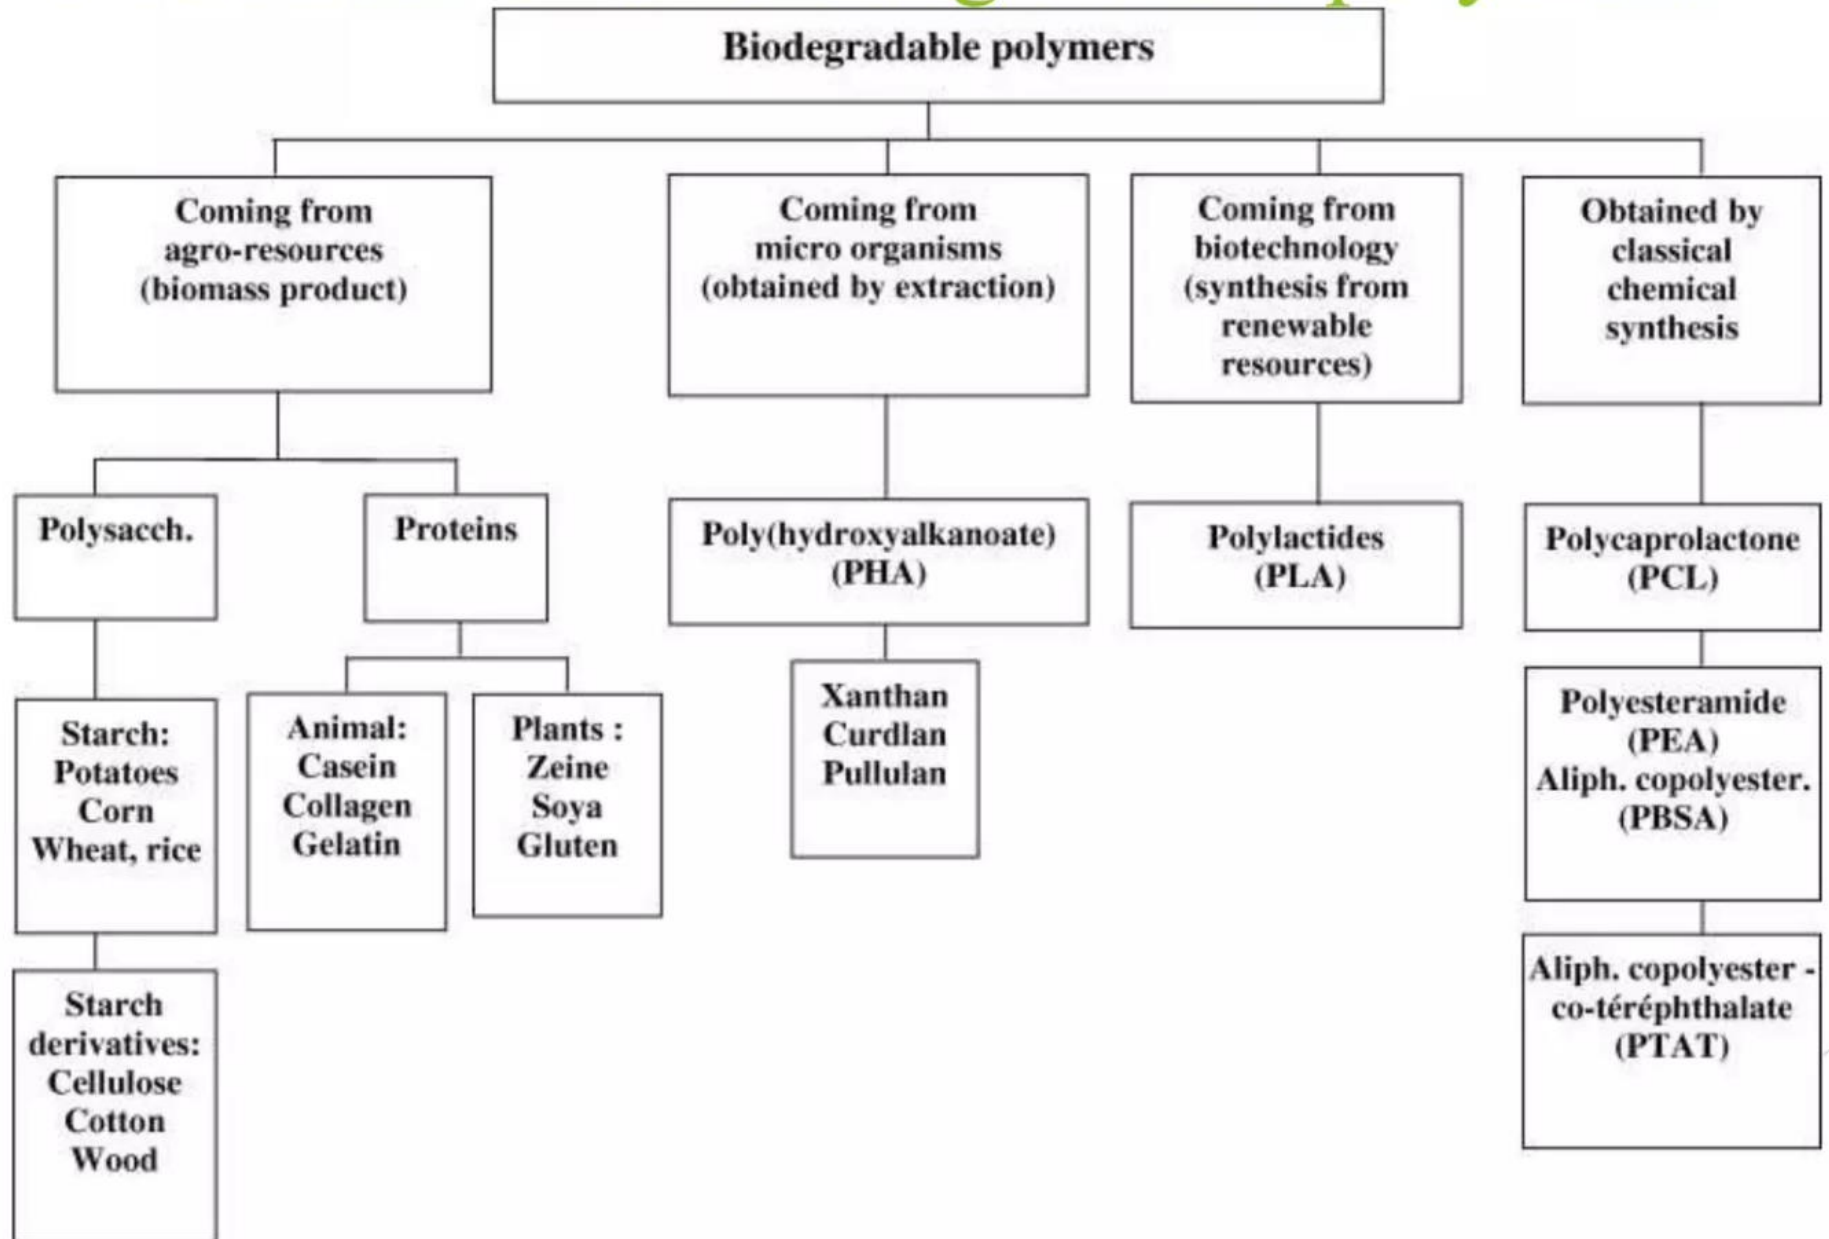 Biodegradable polymers
Coming from
agro-resources
(biomass product)
Coming from
micro organisms
(obtained by extraction)
Coming from
biotechnology
(synthesis from
renewable
resources)
Obtained by
classical
chemical
synthesis
Polysacch.
Proteins
Poly(hydroxyalkanoate)
(PHA)
Polylactides
(PLA)
Polycaprolactone
(PCL)
Starch:
Potatoes
Corn
Wheat, rice
Animal:
Casein
Collagen
Gelatin
Plants :
Zeine
Soya
Gluten
Xanthan
Curdlan
Pullulan
Polyesteramide
(PEA)
Aliph. copolyester.
(PBSA)
Starch
derivatives:
Cellulose
Cotton
Wood
Aliph. copolyester -
co-téréphthalate
(PTAT)